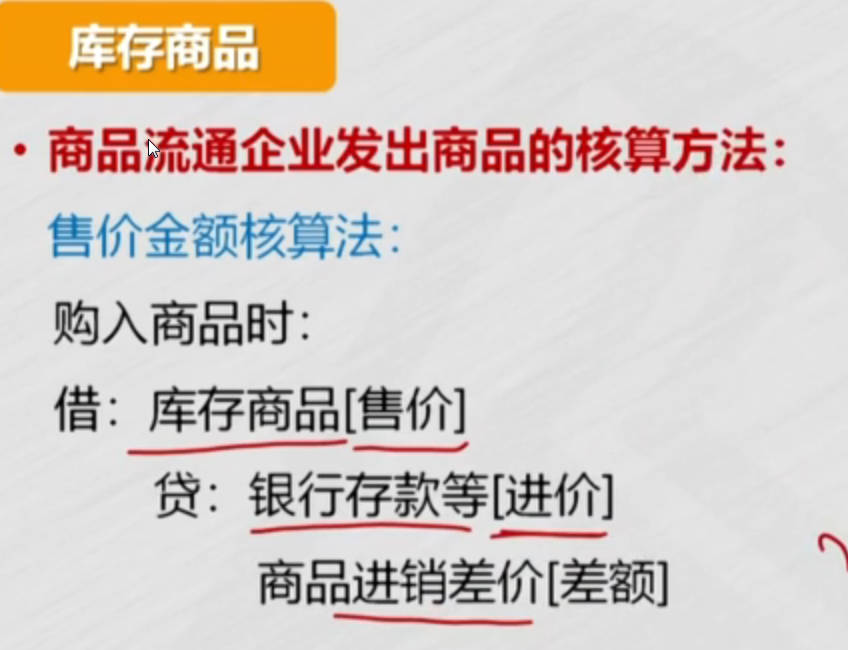 库存商品
• 商品流通企业发出商品的核算方法：
售价金额核算法：
购入商品时：
借：库存商品[售价]
贷：银行存款等[进价]
商品进销差价[差额]